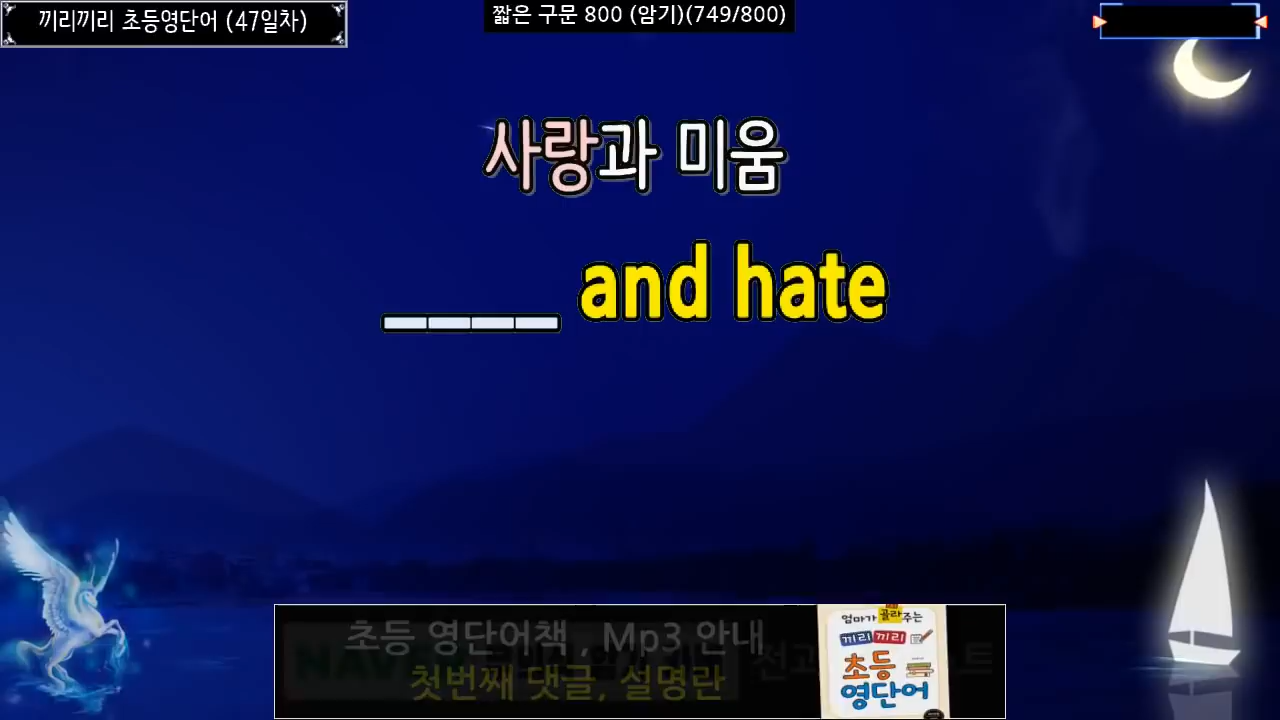 끼리끼리 초등영단어 (47일차)
짧은 구문 800 (암기)(749/800)
사랑과 미움
____ and hate
초등 영단어책 , Mp3 안내
첫번째 댓글, 설명란
엄마가 골라주는
끼리끼리
초등
영단어